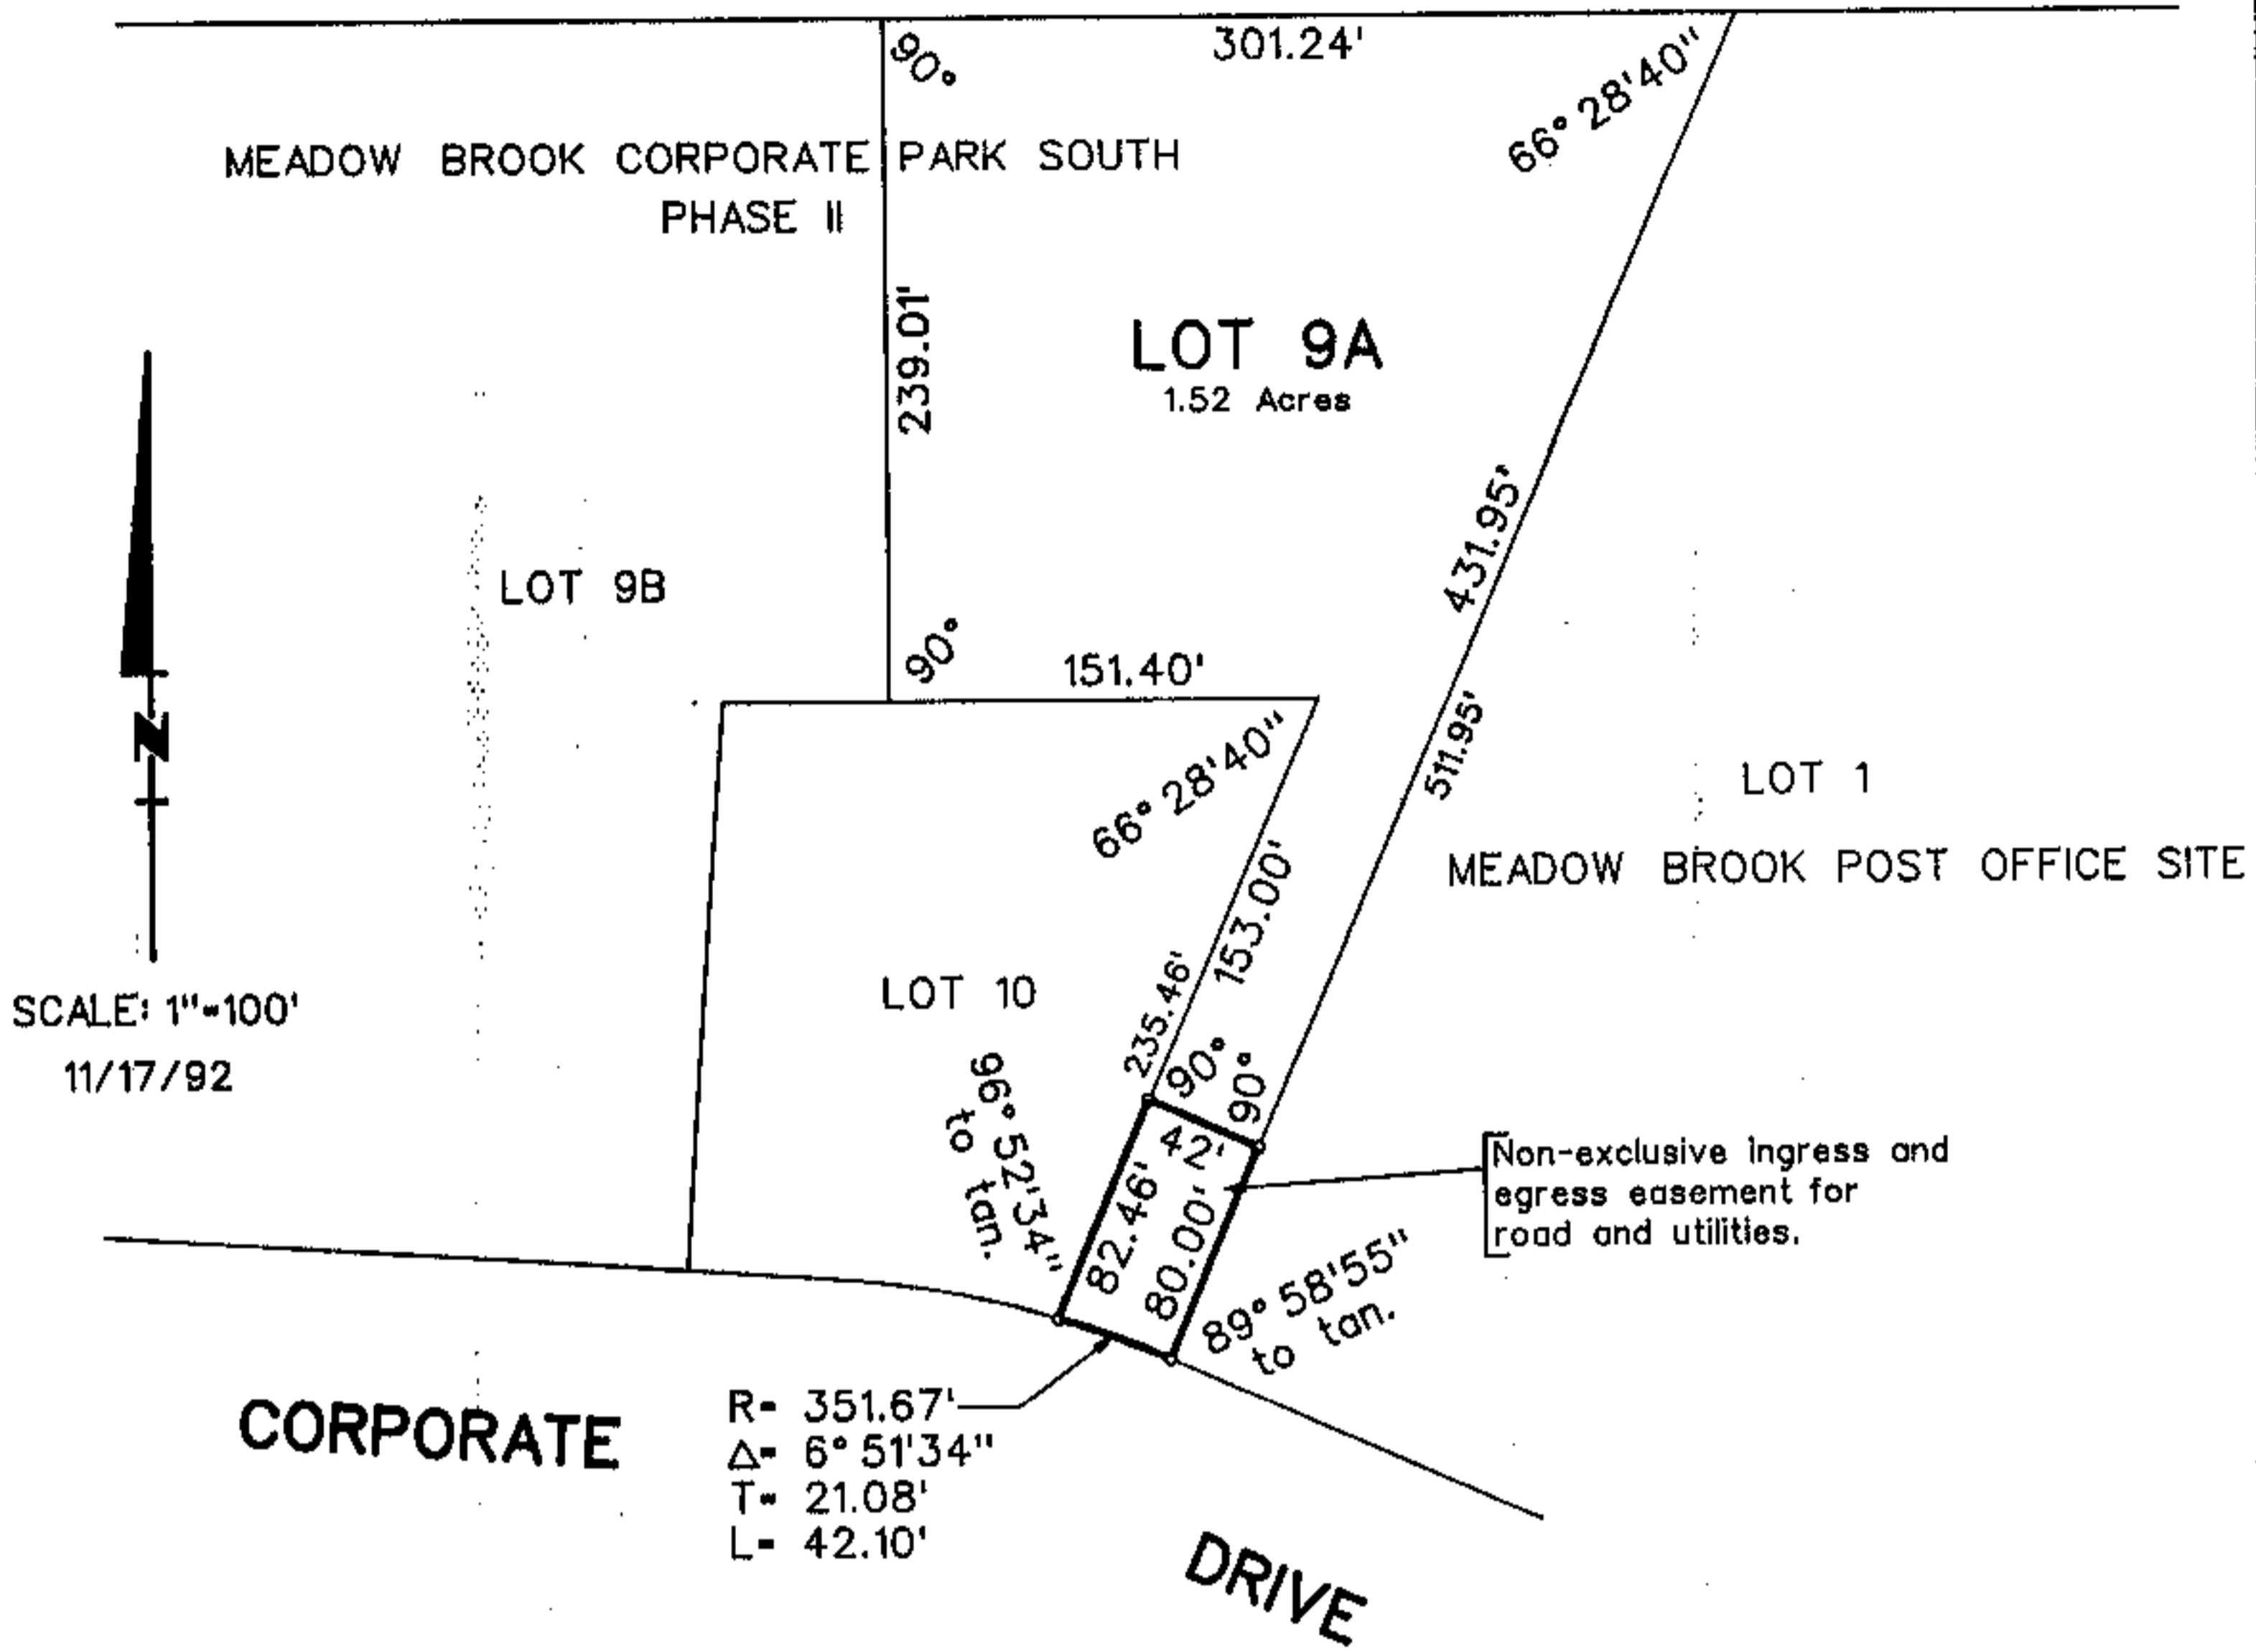 301.24'
90°
66° 28'40"
MEADOW BROOK CORPORATE PARK SOUTH
PHASE II
239.01'
LOT 9A
1.52 Acres
431.95'
LOT 9B
90°
151.40'
511.95'
66° 28'40"
LOT 1
MEADOW BROOK POST OFFICE SITE
N
153.00'
235.46'
LOT 10
SCALE: 1"=100'
11/17/92
90°
90°
96° 52'34"
to tan.
42'
Non-exclusive ingress and
egress easement for
road and utilities.
82.46'
80.00'
89° 58'55"
to tan.
CORPORATE
R= 351.67'
Δ= 6° 51'34"
T= 21.08'
L= 42.10'
DRIVE